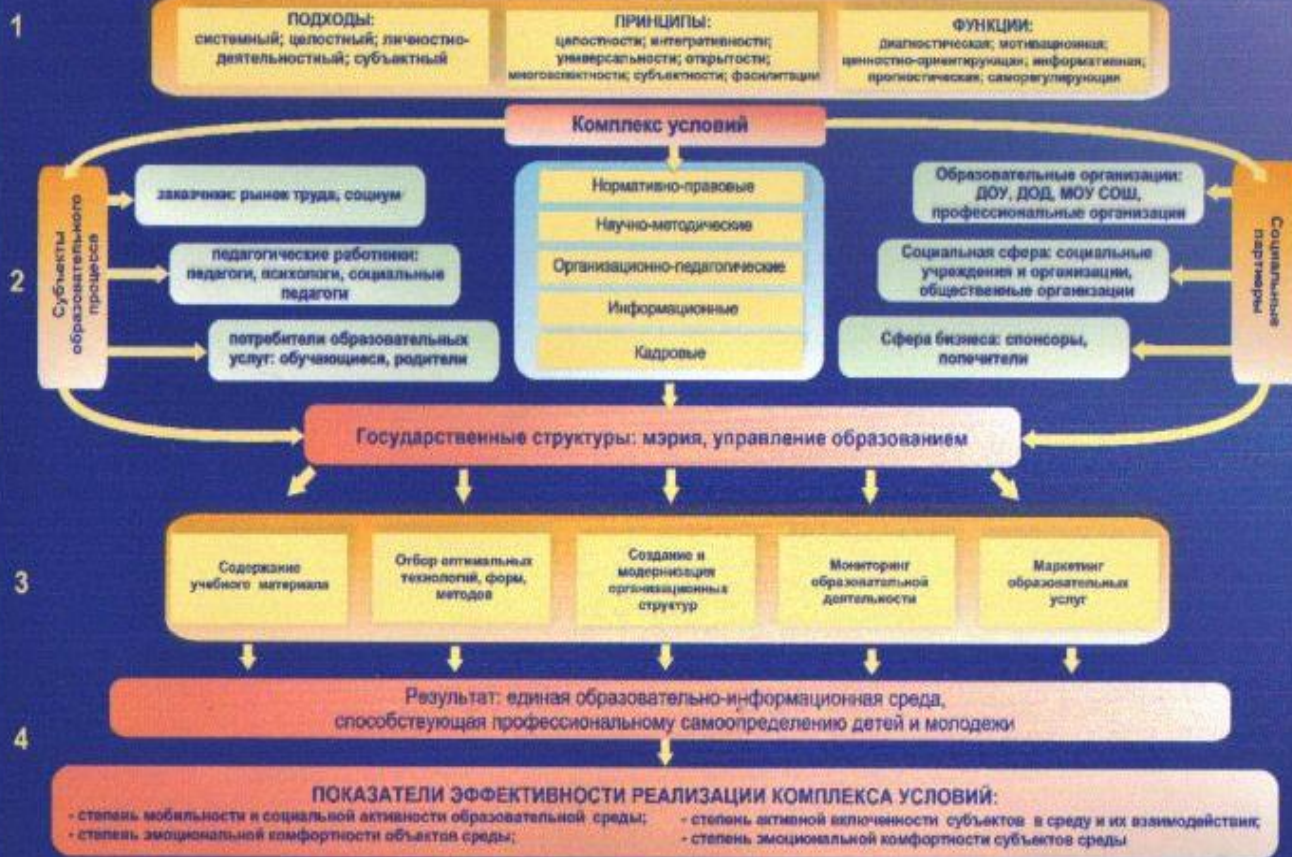 1
ПОДХОДЫ:
системный; целостный; личностно-
деятельностный; субъектный
ПРИНЦИПЫ:
целостности; интегративности;
универсальности; открытости;
многоаспектности; субъектности; фасилитации
ФУНКЦИИ:
диагностическая; мотивационная;
ценностно-ориентирующая; информативная;
прогностическая; саморегулирующая
Комплекс условий
2
Субъекты
образовательного
процесса
заказчики: рынок труда, социум
педагогические работники:
педагоги, психологи, социальные
педагоги
потребители образовательных
услуг: обучающиеся, родители
Нормативно-правовые
Научно-методические
Организационно-педагогические
Информационные
Кадровые
Образовательные организации:
ДОУ, ДОД, МОУ СОШ,
профессиональные организации
Социальная сфера: социальные
учреждения и организации,
общественные организации
Сфера бизнеса: спонсоры,
попечители
Социальные
партнеры
Государственные структуры: мэрия, управление образованием
3
Содержание
учебного материала
Отбор оптимальных
технологий, форм,
методов
Создание и
модернизация
организационных
структур
Мониторинг
образовательной
деятельности
Маркетинг
образовательных
услуг
4
Результат: единая образовательно-информационная среда,
способствующая профессиональному самоопределению детей и молодежи
ПОКАЗАТЕЛИ ЭФФЕКТИВНОСТИ РЕАЛИЗАЦИИ КОМПЛЕКСА УСЛОВИЙ:
- степень мобильности и социальной активности образовательной среды;
- степень эмоциональной комфортности объектов среды;
- степень активной включенности субъектов в среду и их взаимодействия;
- степень эмоциональной комфортности субъектов среды